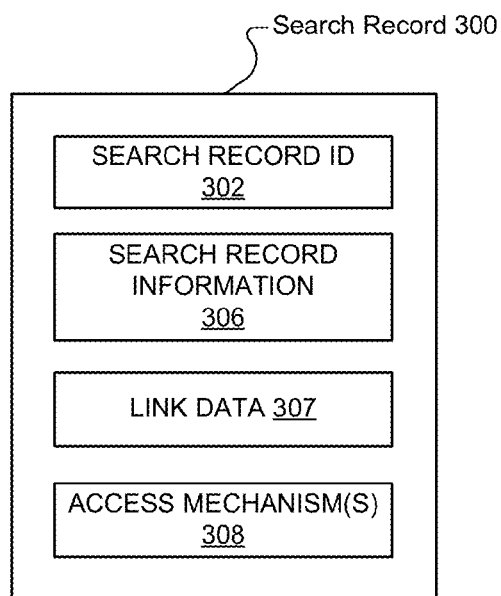 Search Record 300
SEARCH RECORD ID
302
SEARCH RECORD
INFORMATION
306
LINK DATA 307
ACCESS MECHANISM(S)
308